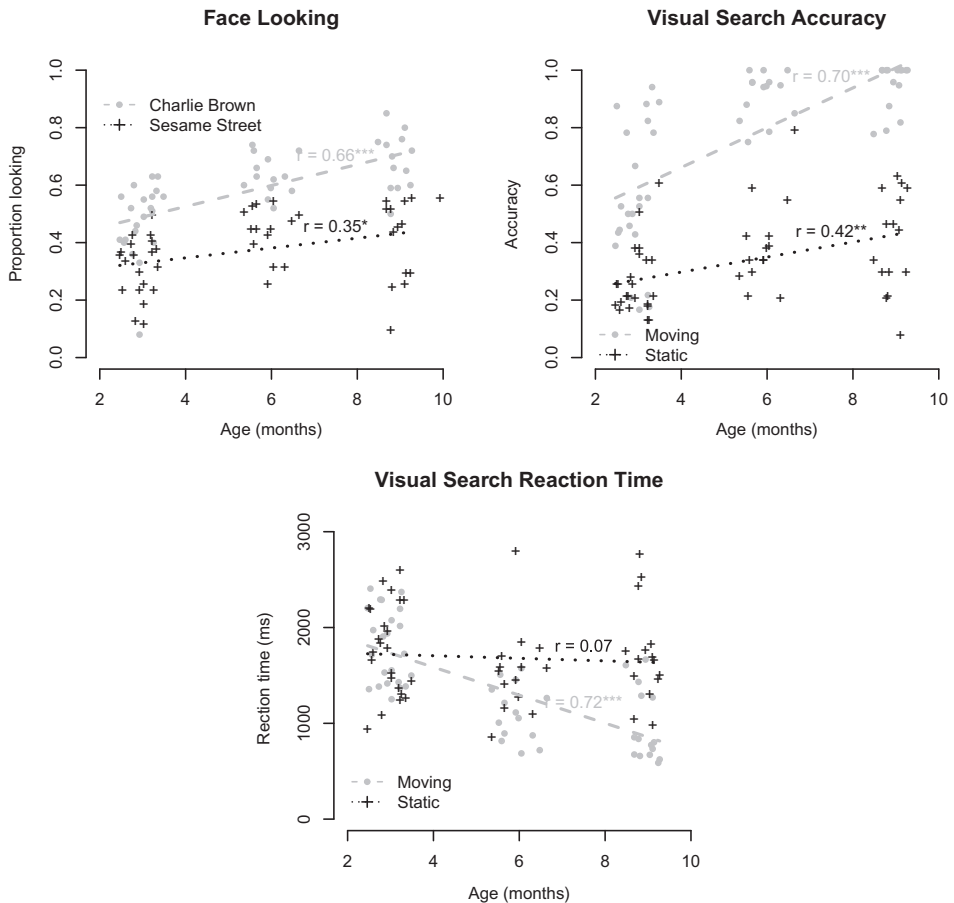 Face Looking
Proportion looking
1.0
0.8
0.6
0.4
0.2
0.0
Charlie Brown
Sesame Street
r = 0.66***
r = 0.35*
2 4 6 8 10
Age (months)
Visual Search Accuracy
Accuracy
1.0
0.8
0.6
0.4
0.2
0.0
r = 0.70***
r = 0.42**
Moving
Static
2 4 6 8 10
Age (months)
Visual Search Reaction Time
Rection time (ms)
3000
2000
1000
0
r = 0.07
r = 0.72***
Moving
Static
2 4 6 8 10
Age (months)